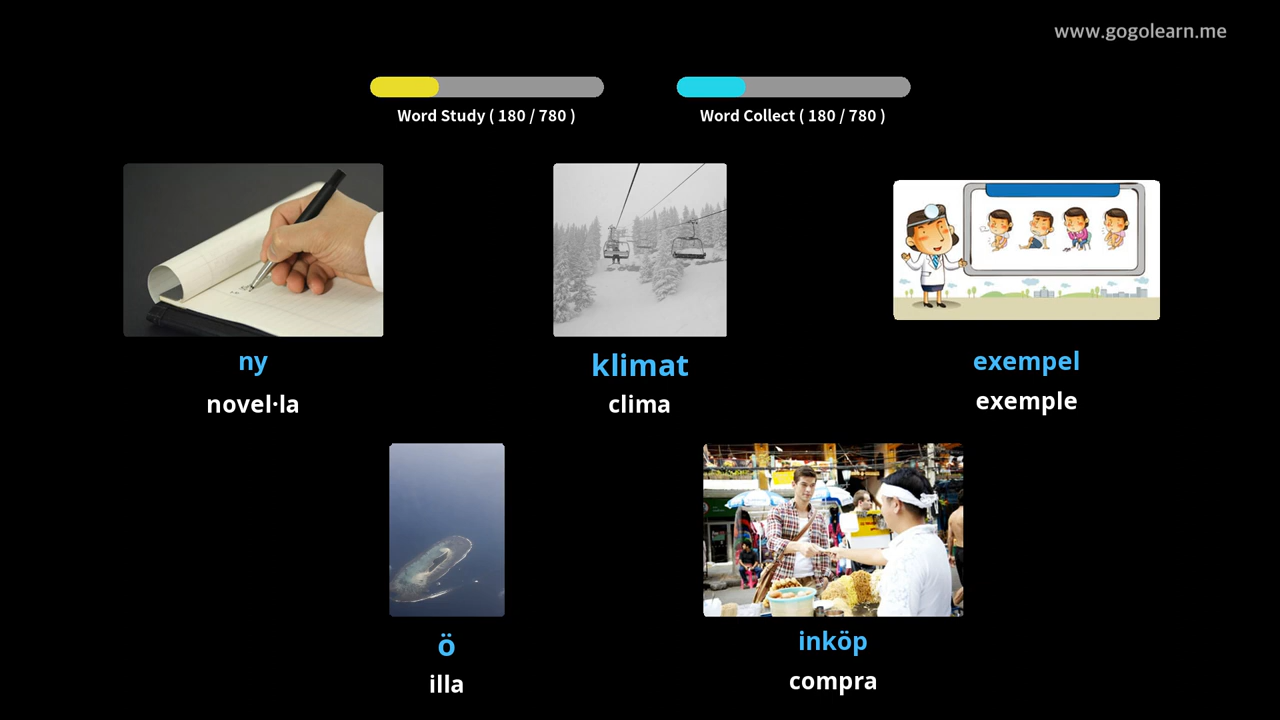 www.gogolearn.me
Word Study ( 180 / 780 )
Word Collect ( 180 / 780 )
ny
novel·la
klimat
clima
exempel
exemple
ö
illa
inköp
compra